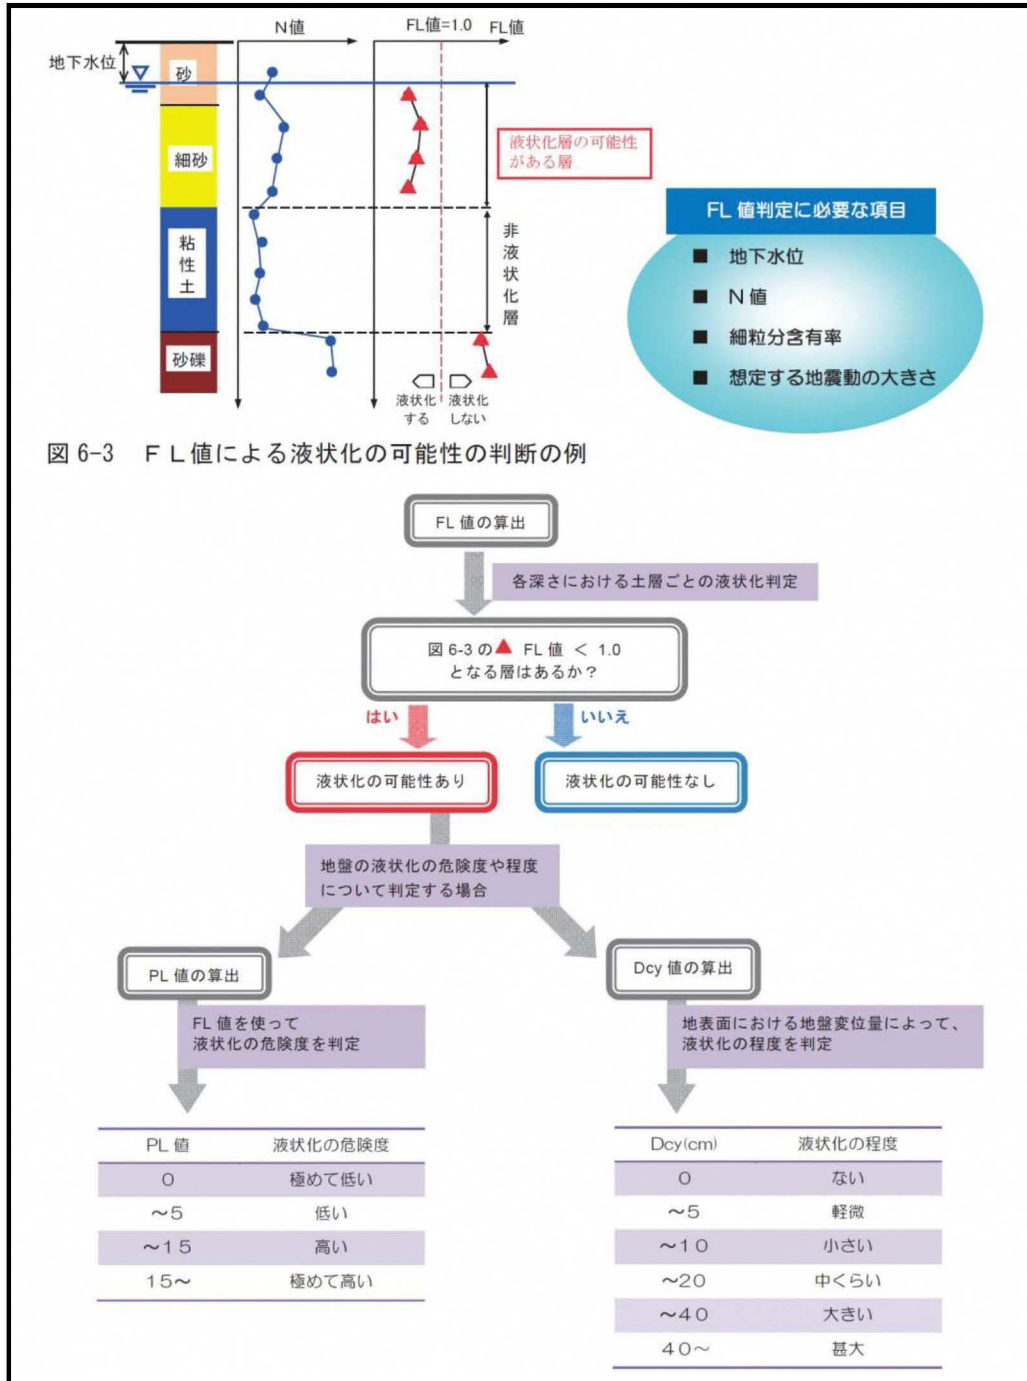 N値
FL値=1.0
FL値
地下水位
砂
細砂
粘
性
土
砂礫
液状化層の可能性
がある層
非
液
状
化
層
液状化
する
液状化
しない
FL 値判定に必要な項目
■ 地下水位
■ N 値
■ 細粒分含有率
■ 想定する地震動の大きさ
図 6-3 ＦＬ値による液状化の可能性の判断の例
FL 値の算出
各深さにおける土層ごとの液状化判定
図 6-3 の▲ FL 値 ＜ 1.0
となる層はあるか？
はい
いいえ
液状化の可能性あり
液状化の可能性なし
地盤の液状化の危険度や程度
について判定する場合
PL 値の算出
Dcy 値の算出
FL 値を使って
液状化の危険度を判定
地表面における地盤変位量によって、
液状化の程度を判定
PL 値 液状化の危険度
０ 極めて低い
～５ 低い
～１５ 高い
１５～ 極めて高い
Dcy(cm) 液状化の程度
０ ない
～５ 軽微
～１０ 小さい
～２０ 中くらい
～４０ 大きい
４０～ 甚大